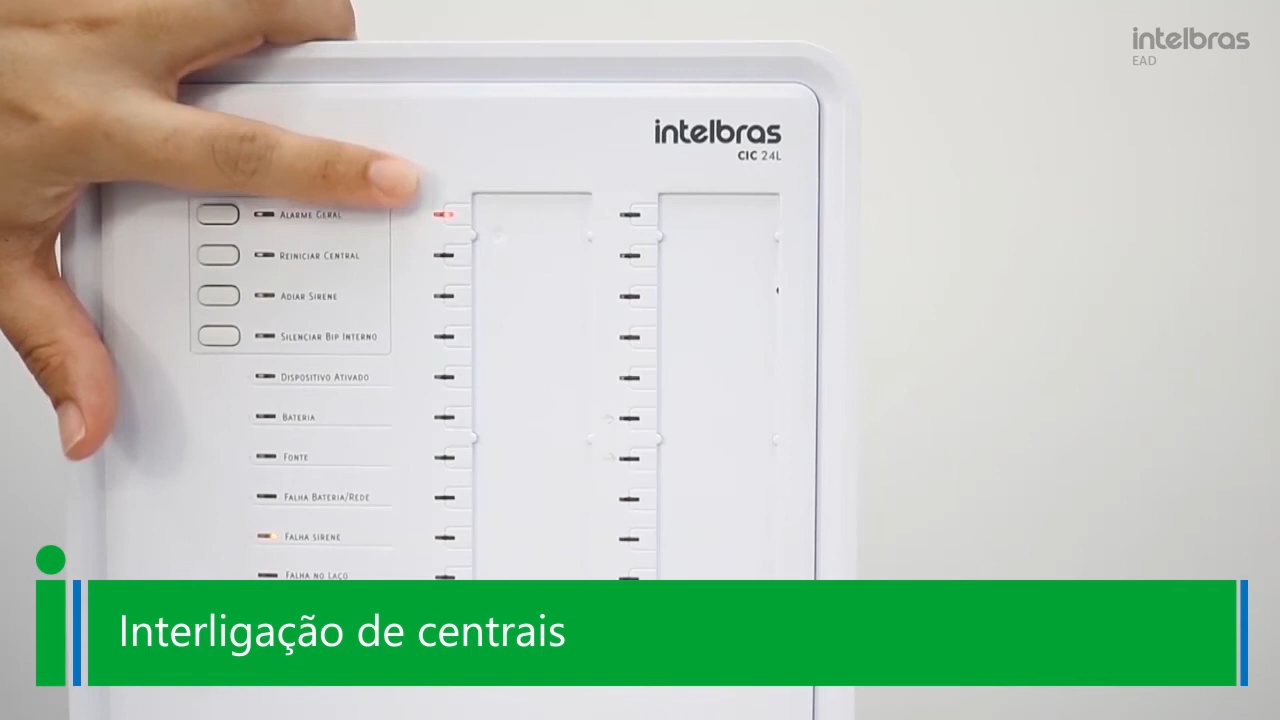 intelbras
EAD
intelbras
CIC 24L
ALARME GERAL
REINICIAR CENTRAL
ADIAR SIRENE
SILENCIAR BIP INTERNO
DISPOSITIVO ATIVADO
BATERIA
FONTE
FALHA BATERIA/REDE
FALHA SIRENE
FALHA NO LAÇO
Interligação de centrais